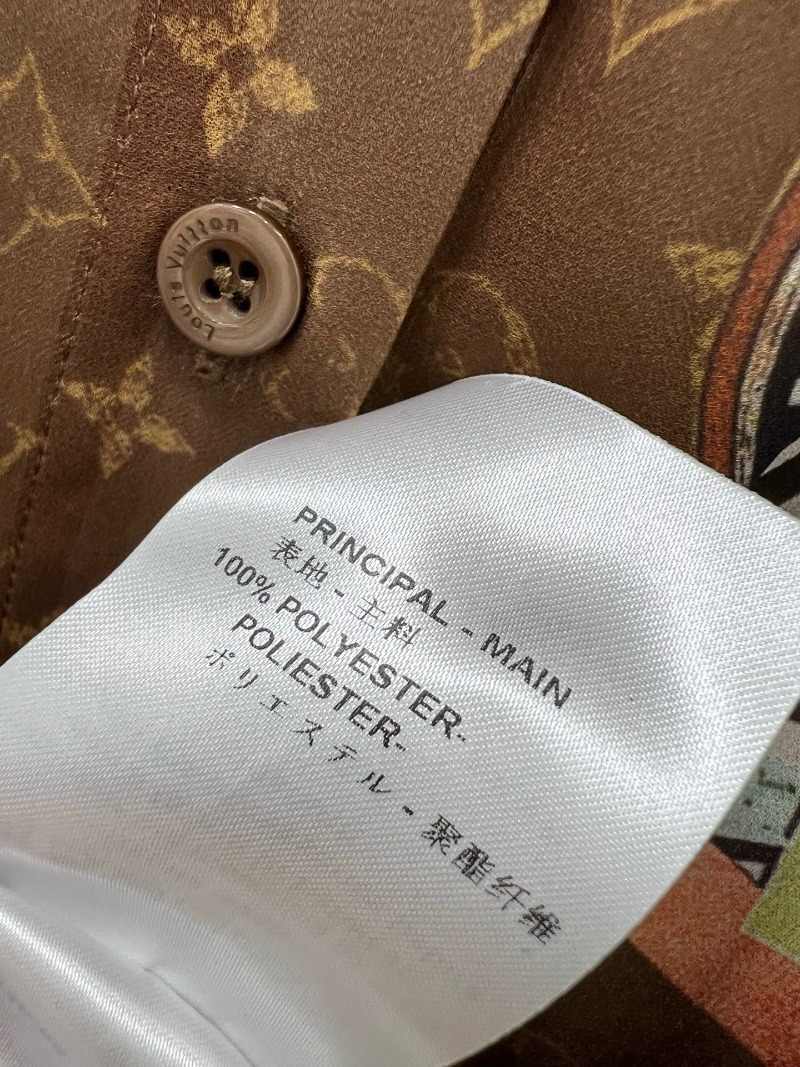 Louis Vuitton
PRINCIPAL - MAIN
表地 - 主料
100% POLYESTER-
POLIESTER-
ポリエステル - 聚酯纤维